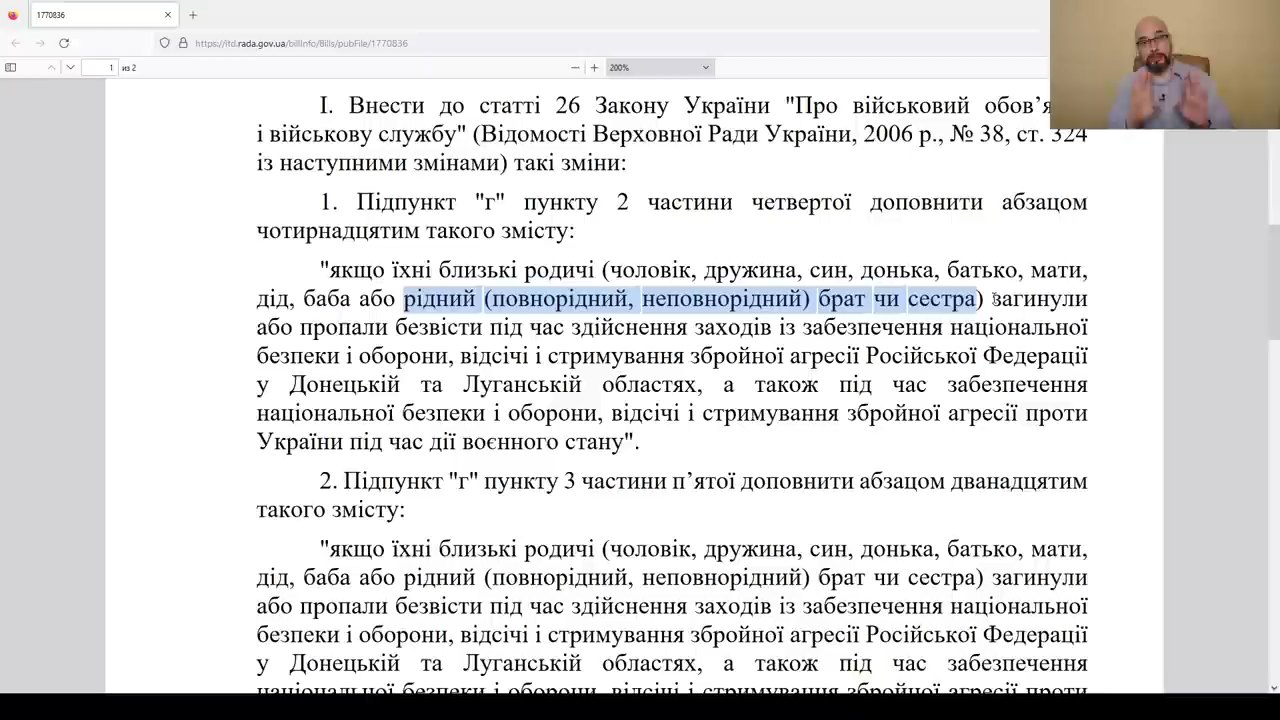 1770836
https://itd.rada.gov.ua/billInfo/Bills/pubFile/1770836
1 из 2
200%
І. Внести до статті 26 Закону України "Про військовий обов'я
і військову службу" (Відомості Верховної Ради України, 2006 р., № 38, ст. 324
із наступними змінами) такі зміни:
1. Підпункт "г" пункту 2 частини четвертої доповнити абзацом
чотирнадцятим такого змісту:
"якщо їхні близькі родичі (чоловік, дружина, син, донька, батько, мати,
дід, баба або рідний (повнорідний, неповнорідний) брат чи сестра) загинули
або пропали безвісти під час здійснення заходів із забезпечення національної
безпеки і оборони, відсічі і стримування збройної агресії Російської Федерації
у Донецькій та Луганській областях, а також під час забезпечення
національної безпеки і оборони, відсічі і стримування збройної агресії проти
України під час дії воєнного стану".
2. Підпункт "г" пункту 3 частини п’ятої доповнити абзацом дванадцятим
такого змісту:
"якщо їхні близькі родичі (чоловік, дружина, син, донька, батько, мати,
дід, баба або рідний (повнорідний, неповнорідний) брат чи сестра) загинули
або пропали безвісти під час здійснення заходів із забезпечення національної
безпеки і оборони, відсічі і стримування збройної агресії Російської Федерації
у Донецькій та Луганській областях, а також під час забезпечення
національної безпеки і оборони, відсічі і стримування збройної агресії проти